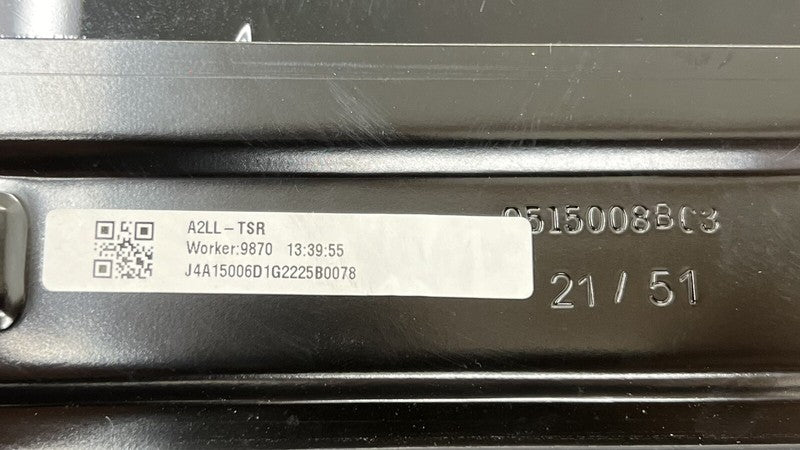 A2LL-TSR
Worker:9870 13:39:55
J4A15006D1G2225B0078
0515008BC3
21 / 51